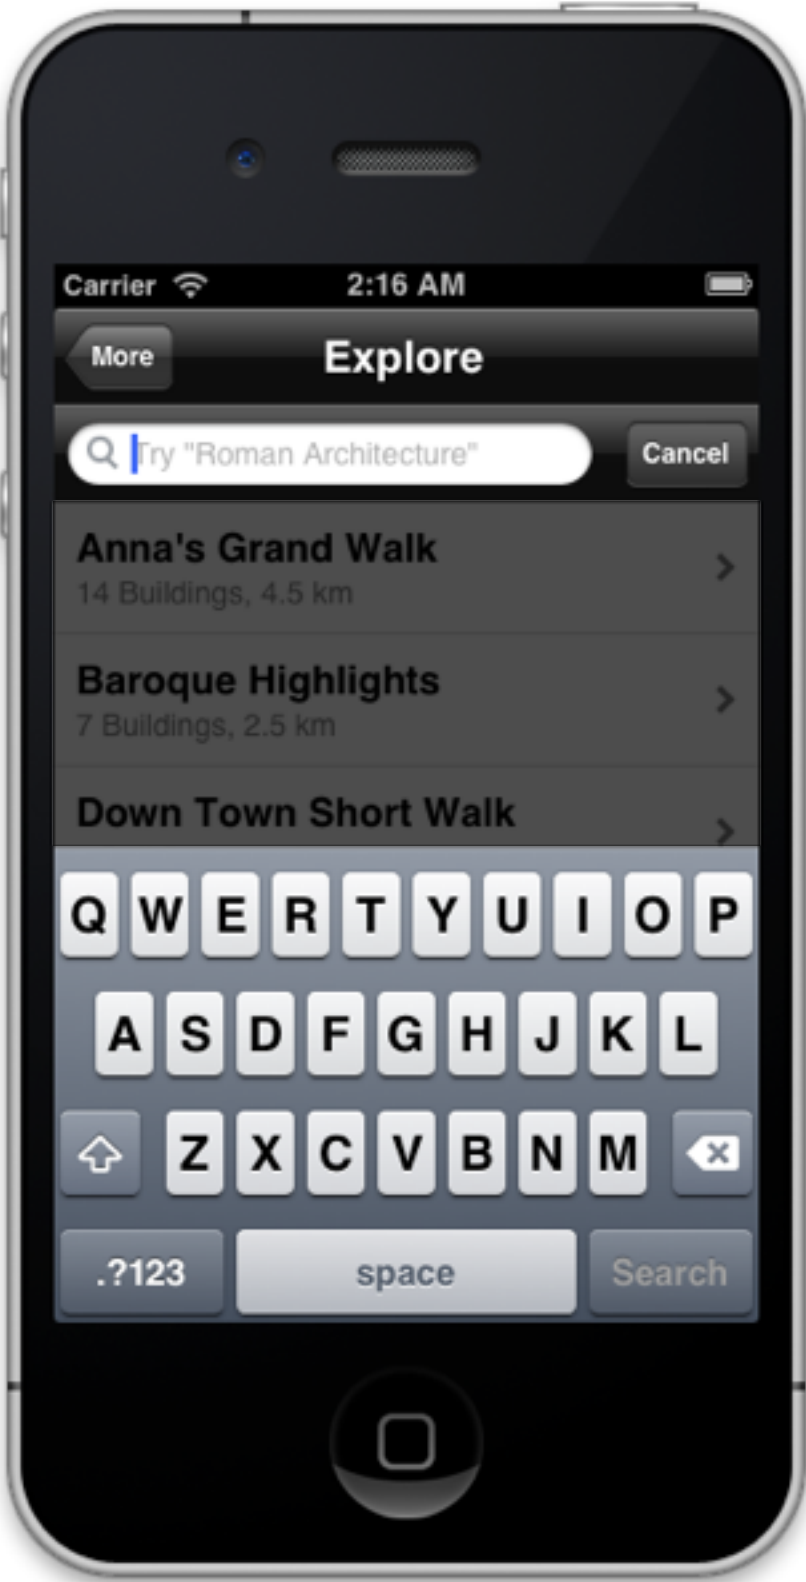 Carrier 2:16 AM
More Explore
Try "Roman Architecture" Cancel
Anna's Grand Walk
14 Buildings, 4.5 km
Baroque Highlights
7 Buildings, 2.5 km
Down Town Short Walk
Q W E R T Y U I O P
A S D F G H J K L
Z X C V B N M
.?123 space Search